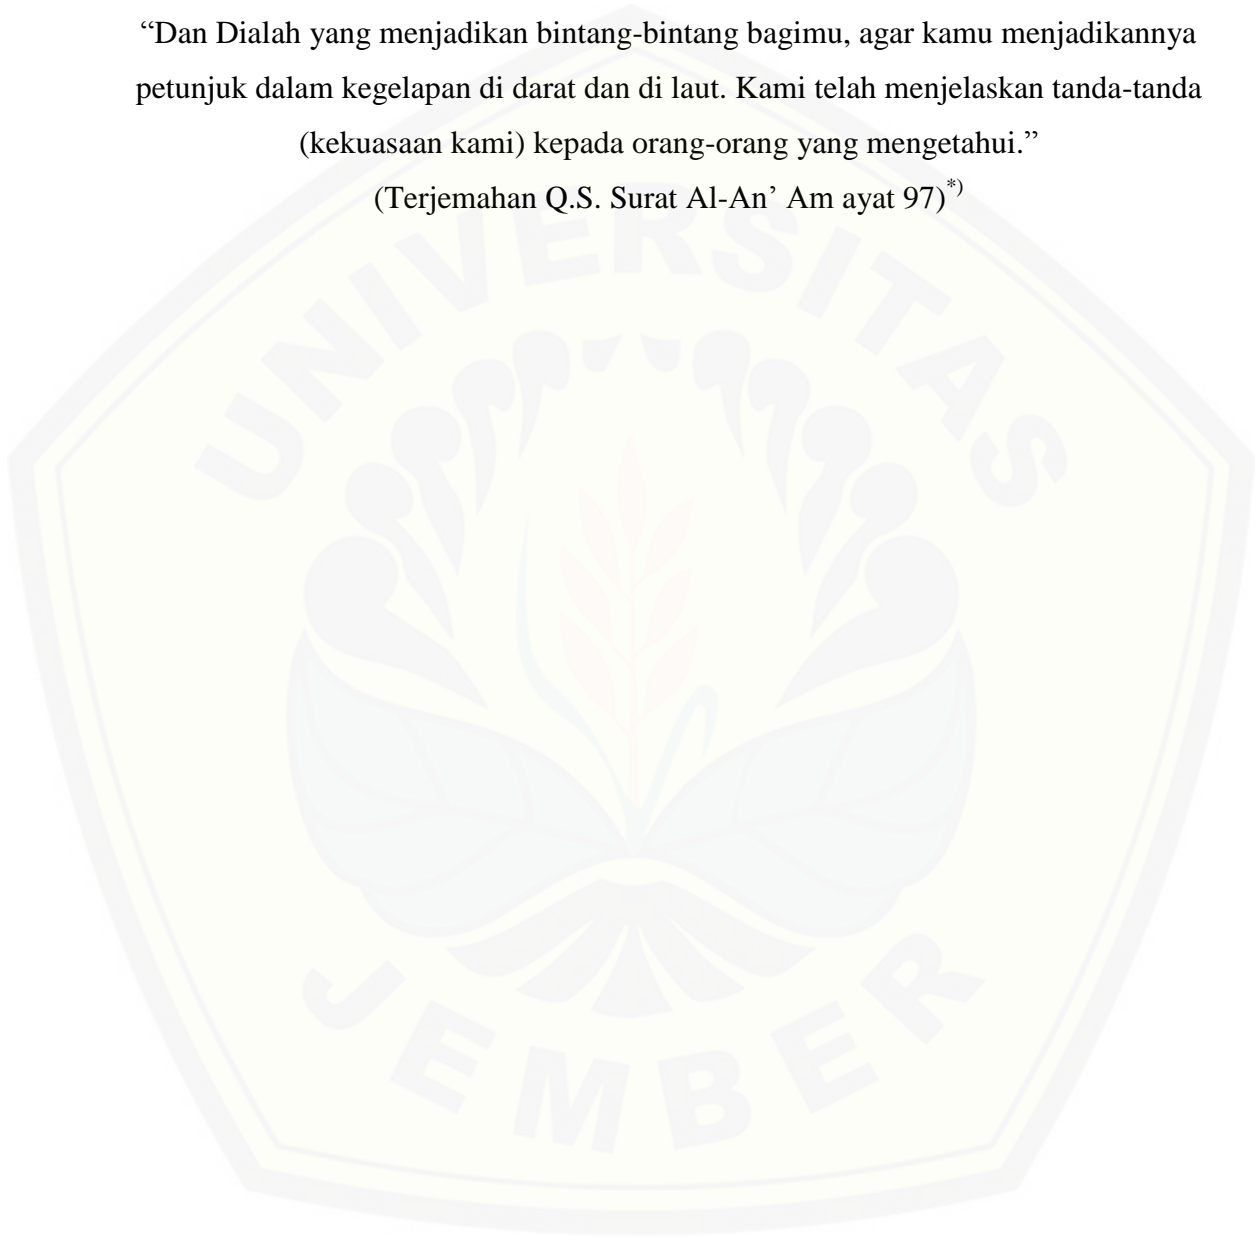 “Dan Dialah yang menjadikan bintang-bintang bagimu, agar kamu menjadikannya
petunjuk dalam kegelapan di darat dan di laut. Kami telah menjelaskan tanda-tanda
(kekuasaan kami) kepada orang-orang yang mengetahui.”
(Terjemahan Q.S. Surat Al-An’ Am ayat 97)*)
UNIVERSITAS
JEMBER